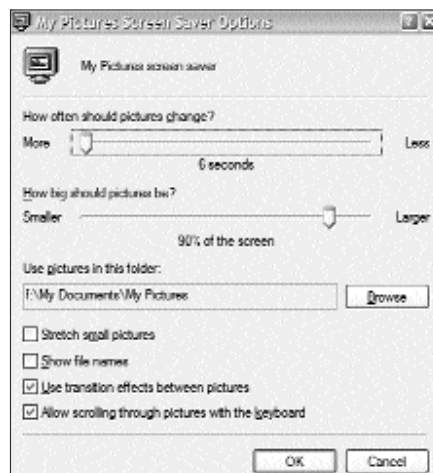 My Pictures Screen Saver Options
My Pictures screen saver
How often should pictures change?
More Less
6 seconds
How big should pictures be?
Smaller Larger
90% of the screen
Use pictures in this folder:
F:\My Documents\My Pictures Browse
Stretch small pictures
Show file names
Use transition effects between pictures
Allow scrolling through pictures with the keyboard
OK Cancel